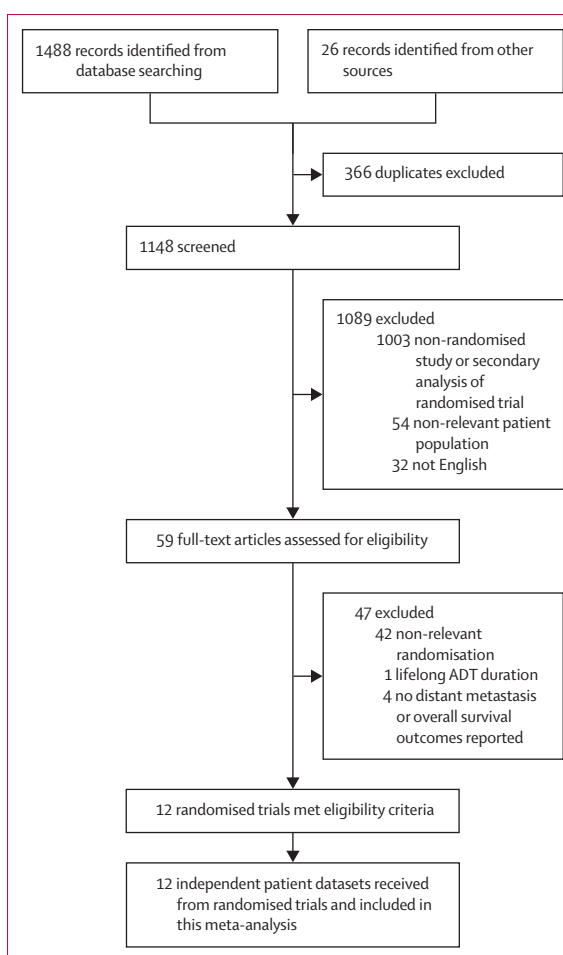 1488 records identified from
database searching
26 records identified from other
sources
366 duplicates excluded
1148 screened
1089 excluded
1003 non-randomised
study or secondary
analysis of
randomised trial
54 non-relevant patient
population
32 not English
59 full-text articles assessed for eligibility
47 excluded
42 non-relevant
randomisation
1 lifelong ADT duration
4 no distant metastasis
or overall survival
outcomes reported
12 randomised trials met eligibility criteria
12 independent patient datasets received
from randomised trials and included in
this meta-analysis